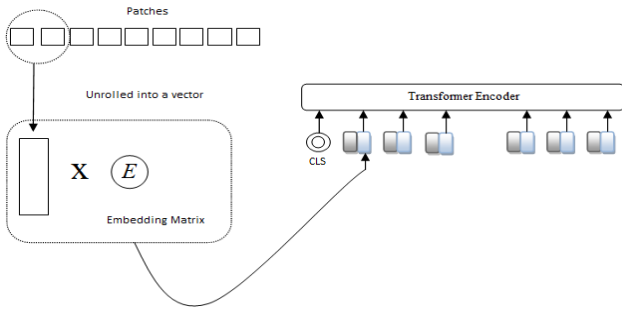 Patches
Unrolled into a vector
Transformer Encoder
CLS
X
E
Embedding Matrix